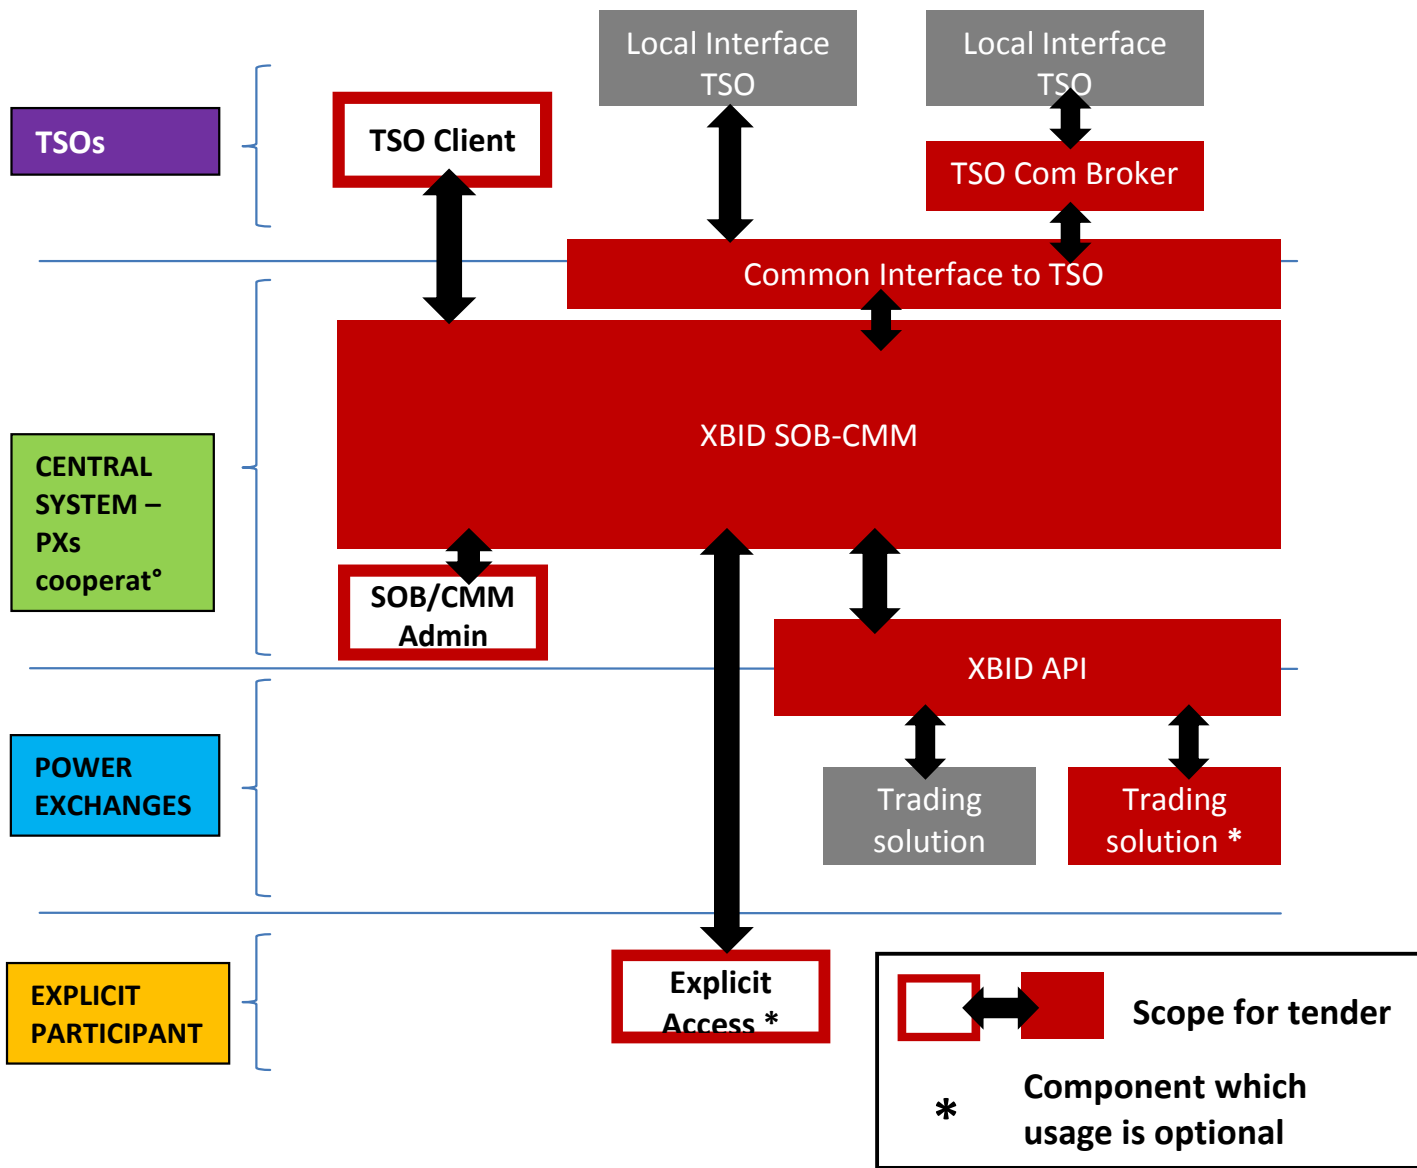 Local Interface
TSO
Local Interface
TSO
TSOs
TSO Client
TSO Com Broker
Common Interface to TSO
XBID SOB-CMM
CENTRAL
SYSTEM –
PXs
cooperat°
SOB/CMM
Admin
XBID API
POWER
EXCHANGES
Trading
solution
Trading
solution *
EXPLICIT
PARTICIPANT
Explicit
Access *
Scope for tender
* Component which
usage is optional